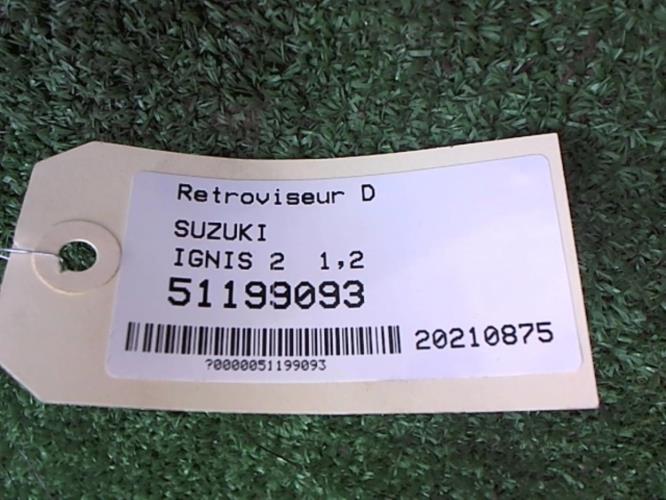 Retroviseur D
SUZUKI
IGNIS 2 1,2
51199093
20210875
?0000051199093